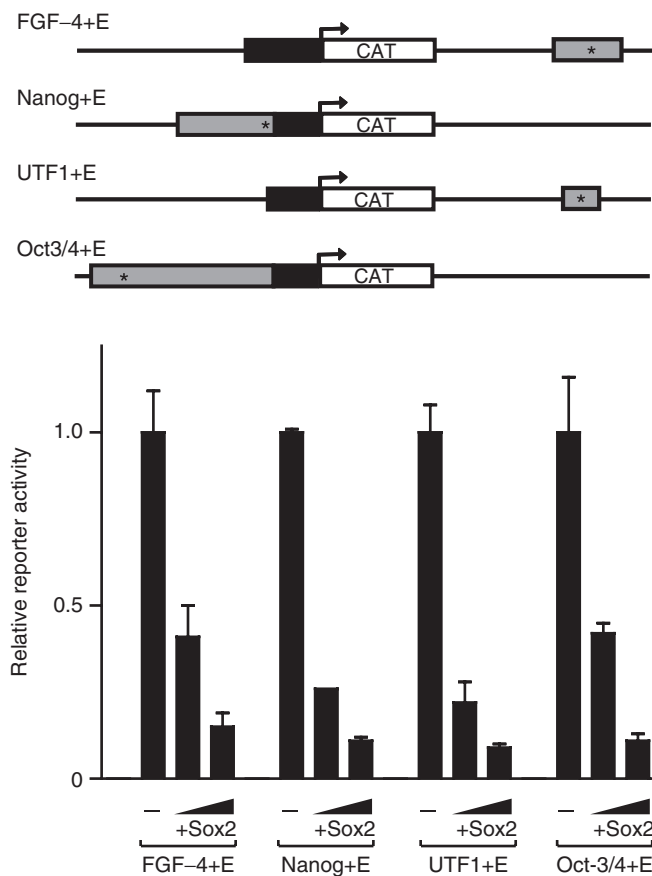 FGF–4+E
CAT
*
Nanog+E
*
CAT
UTF1+E
CAT
*
Oct3/4+E
*
CAT
Relative reporter activity
1.0
0.5
0
– +Sox2 – +Sox2 – +Sox2 – +Sox2
FGF–4+E Nanog+E UTF1+E Oct-3/4+E